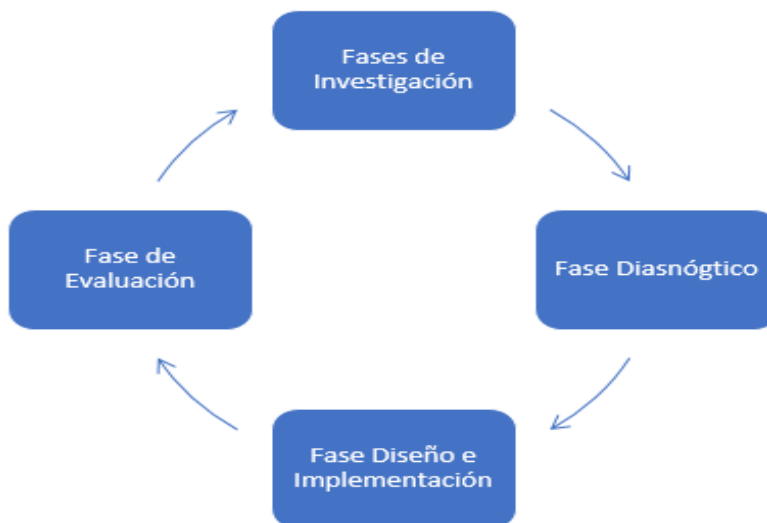 Fases de
Investigación
Fase de
Evaluación
Fase Diasnógtico
Fase Diseño e
Implementación